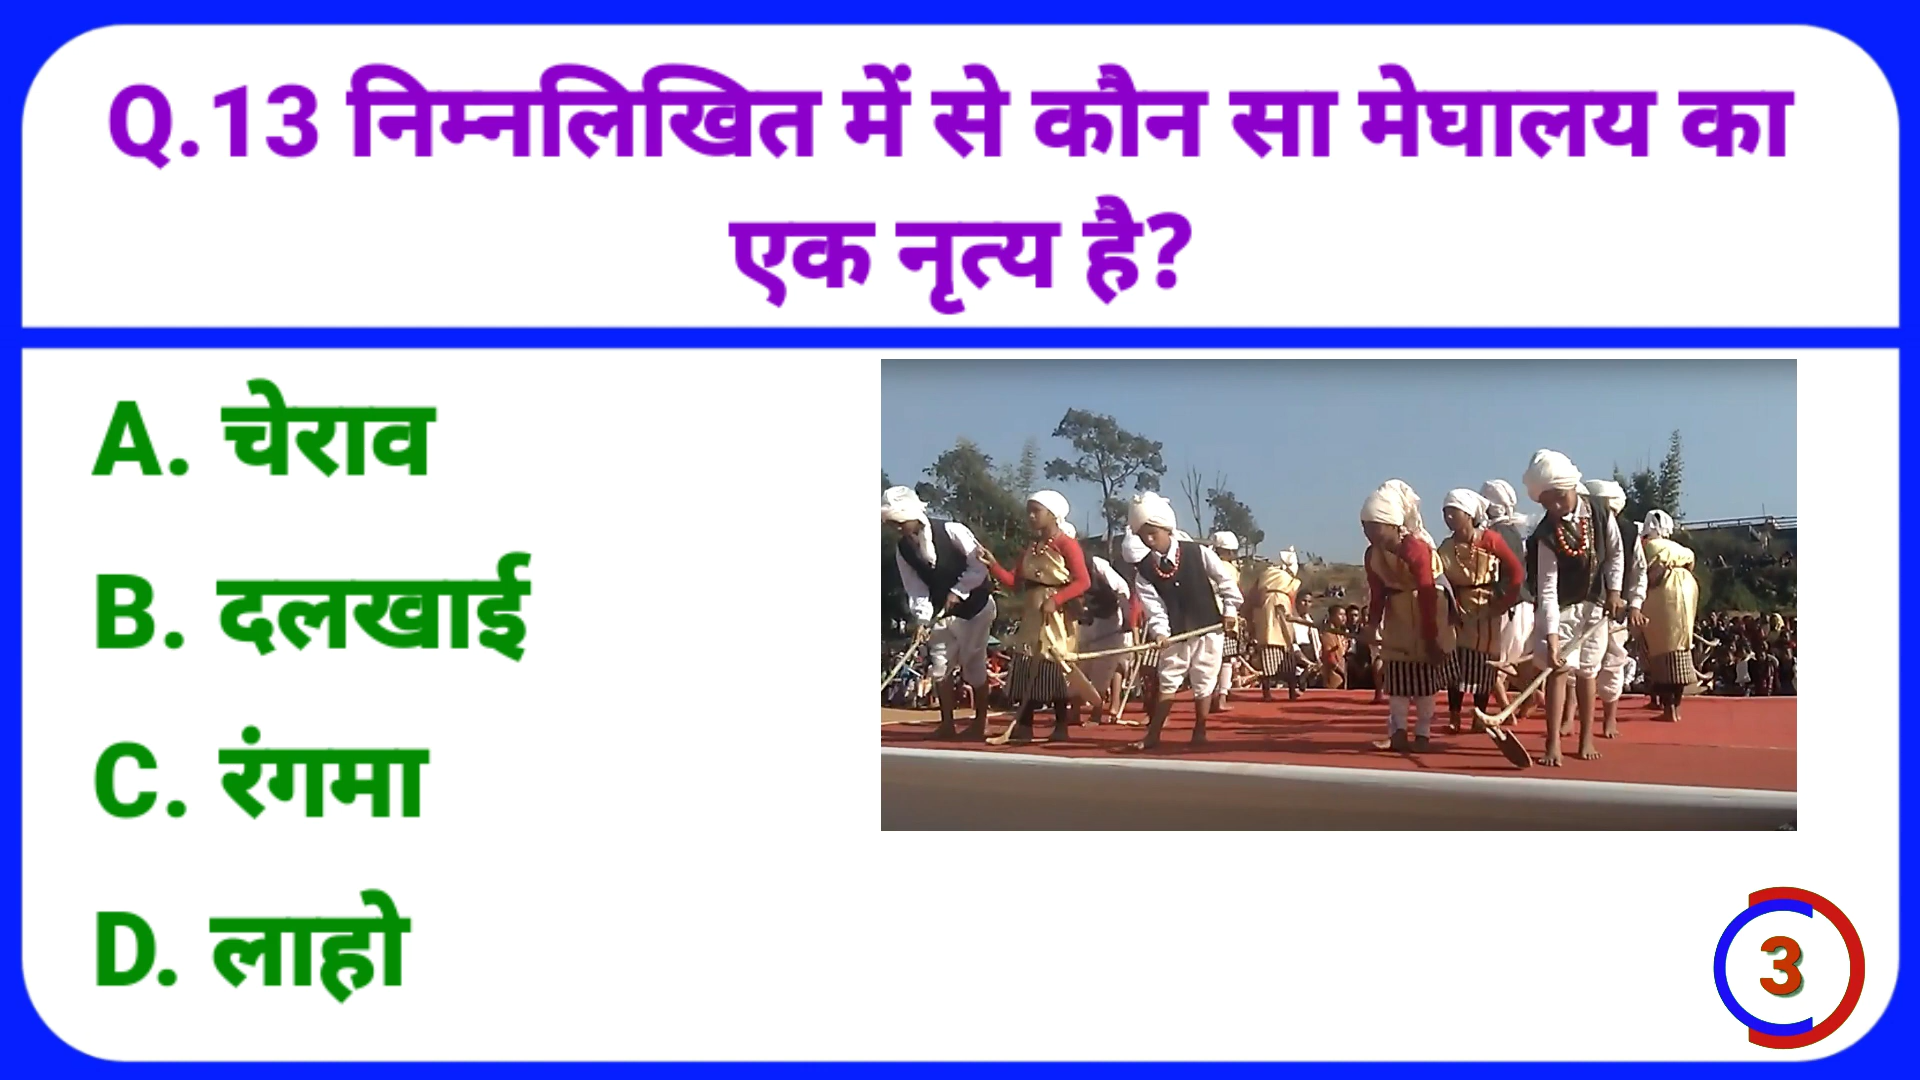 Q.13 निम्नलिखित में से कौन सा मेघालय का
एक नृत्य है?
A. चेराव
B. दलखाई
C. रंगमा
D. लाहो
3